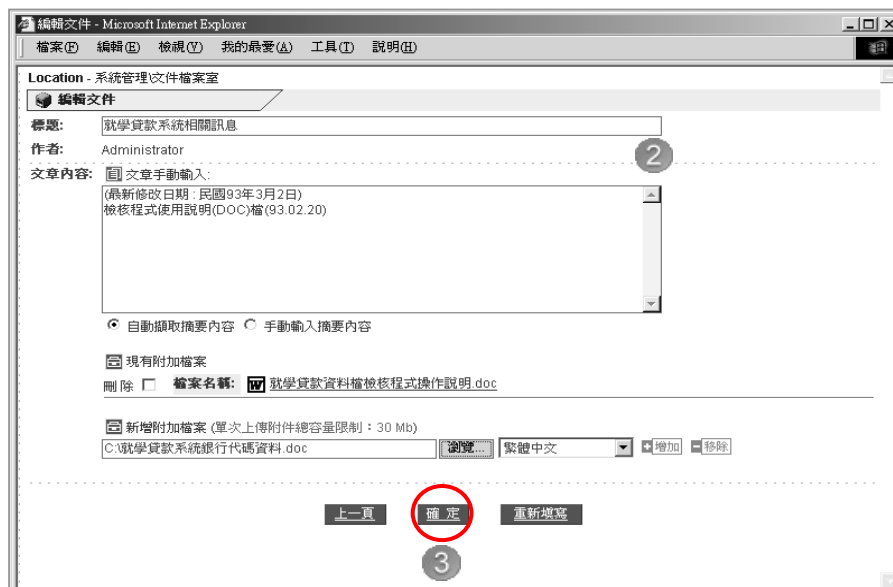 編輯文件 - Microsoft Internet Explorer
檔案(F) 編輯(E) 檢視(V) 我的最愛(A) 工具(T) 說明(H)
Location - 系統管理\文件檔案室
編輯文件
標題: 就學貸款系統相關訊息
作者: Administrator
2
文章內容: 文章手動輸入:
(最新修改日期 : 民國93年3月2日)
檢核程式使用說明(DOC)檔(93.02.20)
自動擷取摘要內容 手動輸入摘要內容
現有附加檔案
刪除 檔案名稱: 就學貸款資料檔檢核程式操作說明.doc
新增附加檔案 (單次上傳附件總容量限制：30 Mb)
C:\就學貸款系統銀行代碼資料.doc 瀏覽... 繁體中文 增加 移除
上一頁 確 定 重新填寫
3